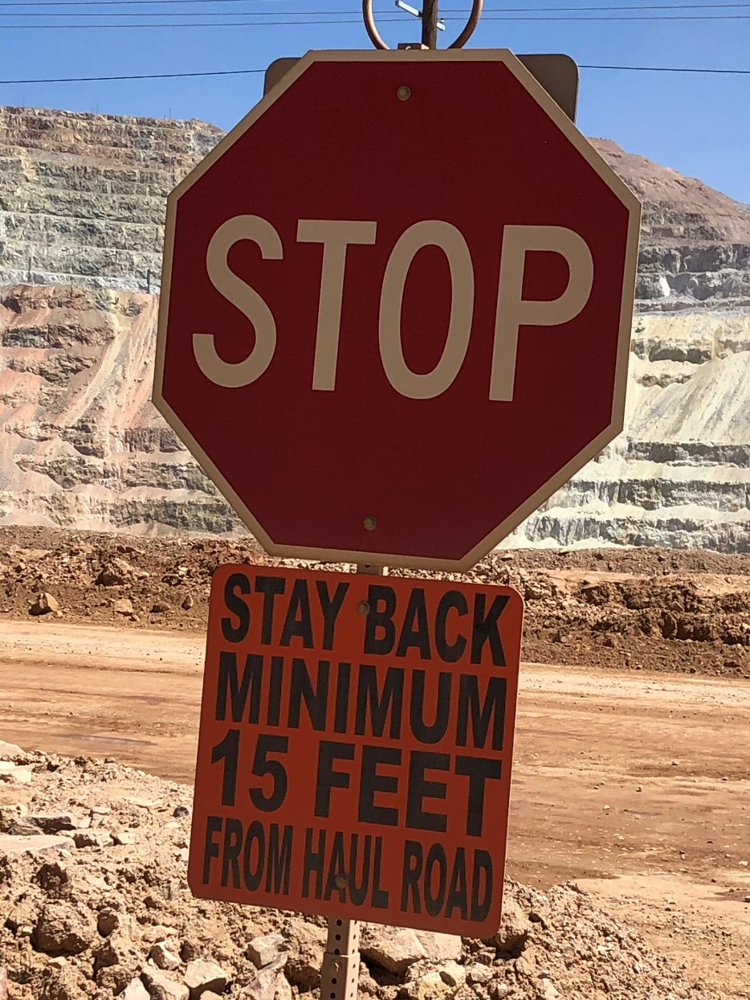 STOP
STAY BACK
MINIMUM
15 FEET
FROM HAUL ROAD